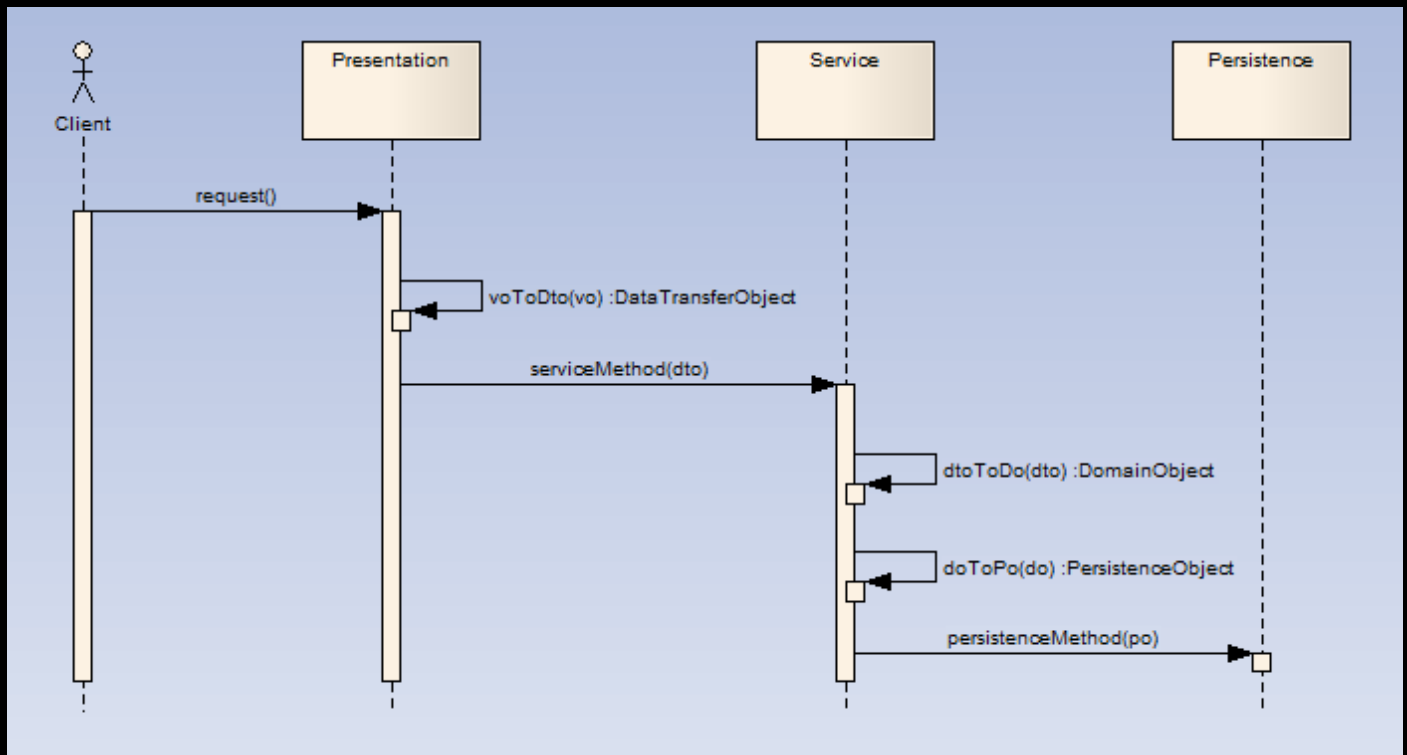 Presentation
Service
Persistence
Client
request()
voToDto(vo) :DataTransferObject
serviceMethod(dto)
dtoToDo(dto) :DomainObject
doToPo(do) :PersistenceObject
persistenceMethod(po)